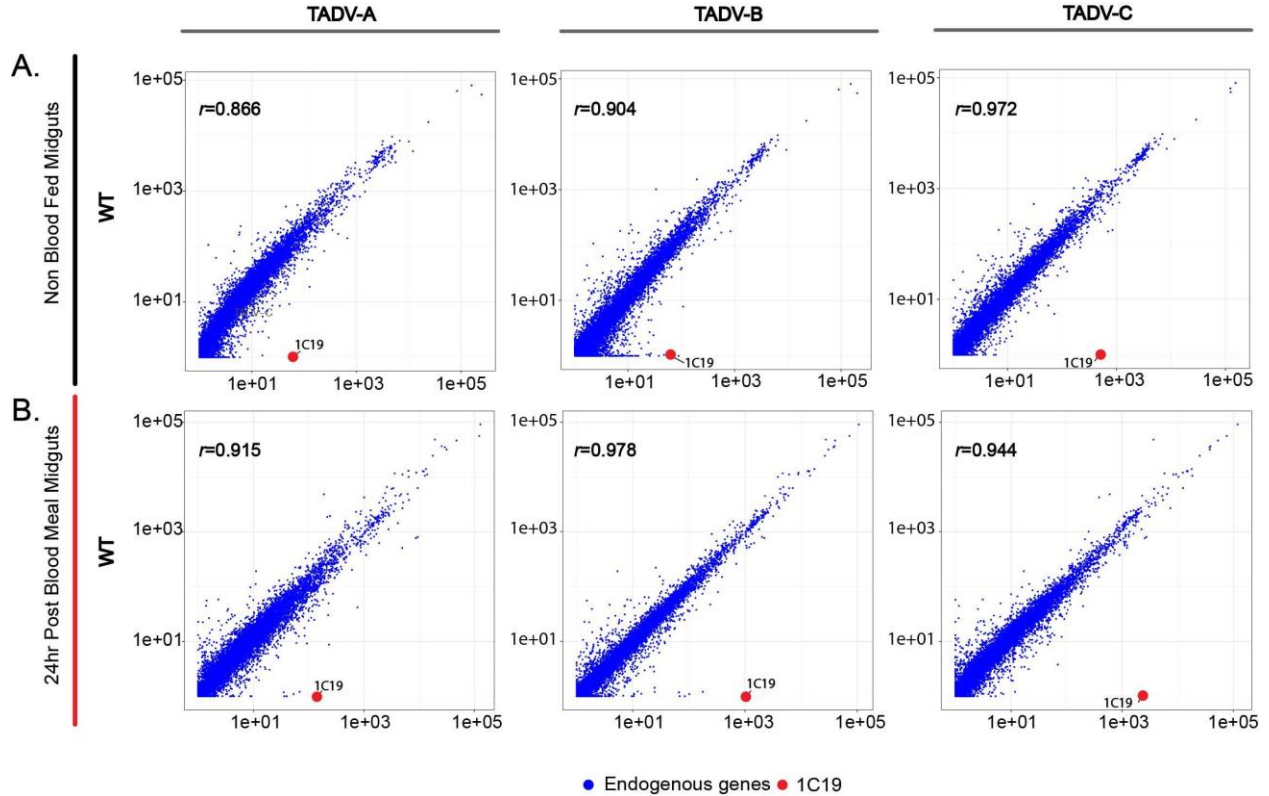 TADV-A TADV-B TADV-C
A.
Non Blood Fed Midguts
WT
1e+05 1e+05 1e+05
r=0.866 r=0.904 r=0.972
1e+03 1e+03 1e+03
1e+01 1e+01 1e+01
1C19 1C19 1C19
1e+01 1e+03 1e+05 1e+01 1e+03 1e+05 1e+01 1e+03 1e+05
B.
24hr Post Blood Meal Midguts
WT
1e+05 1e+05 1e+05
r=0.915 r=0.978 r=0.944
1e+03 1e+03 1e+03
1e+01 1e+01 1e+01
1C19 1C19 1C19
1e+01 1e+03 1e+05 1e+01 1e+03 1e+05 1e+01 1e+03 1e+05
Endogenous genes 1C19